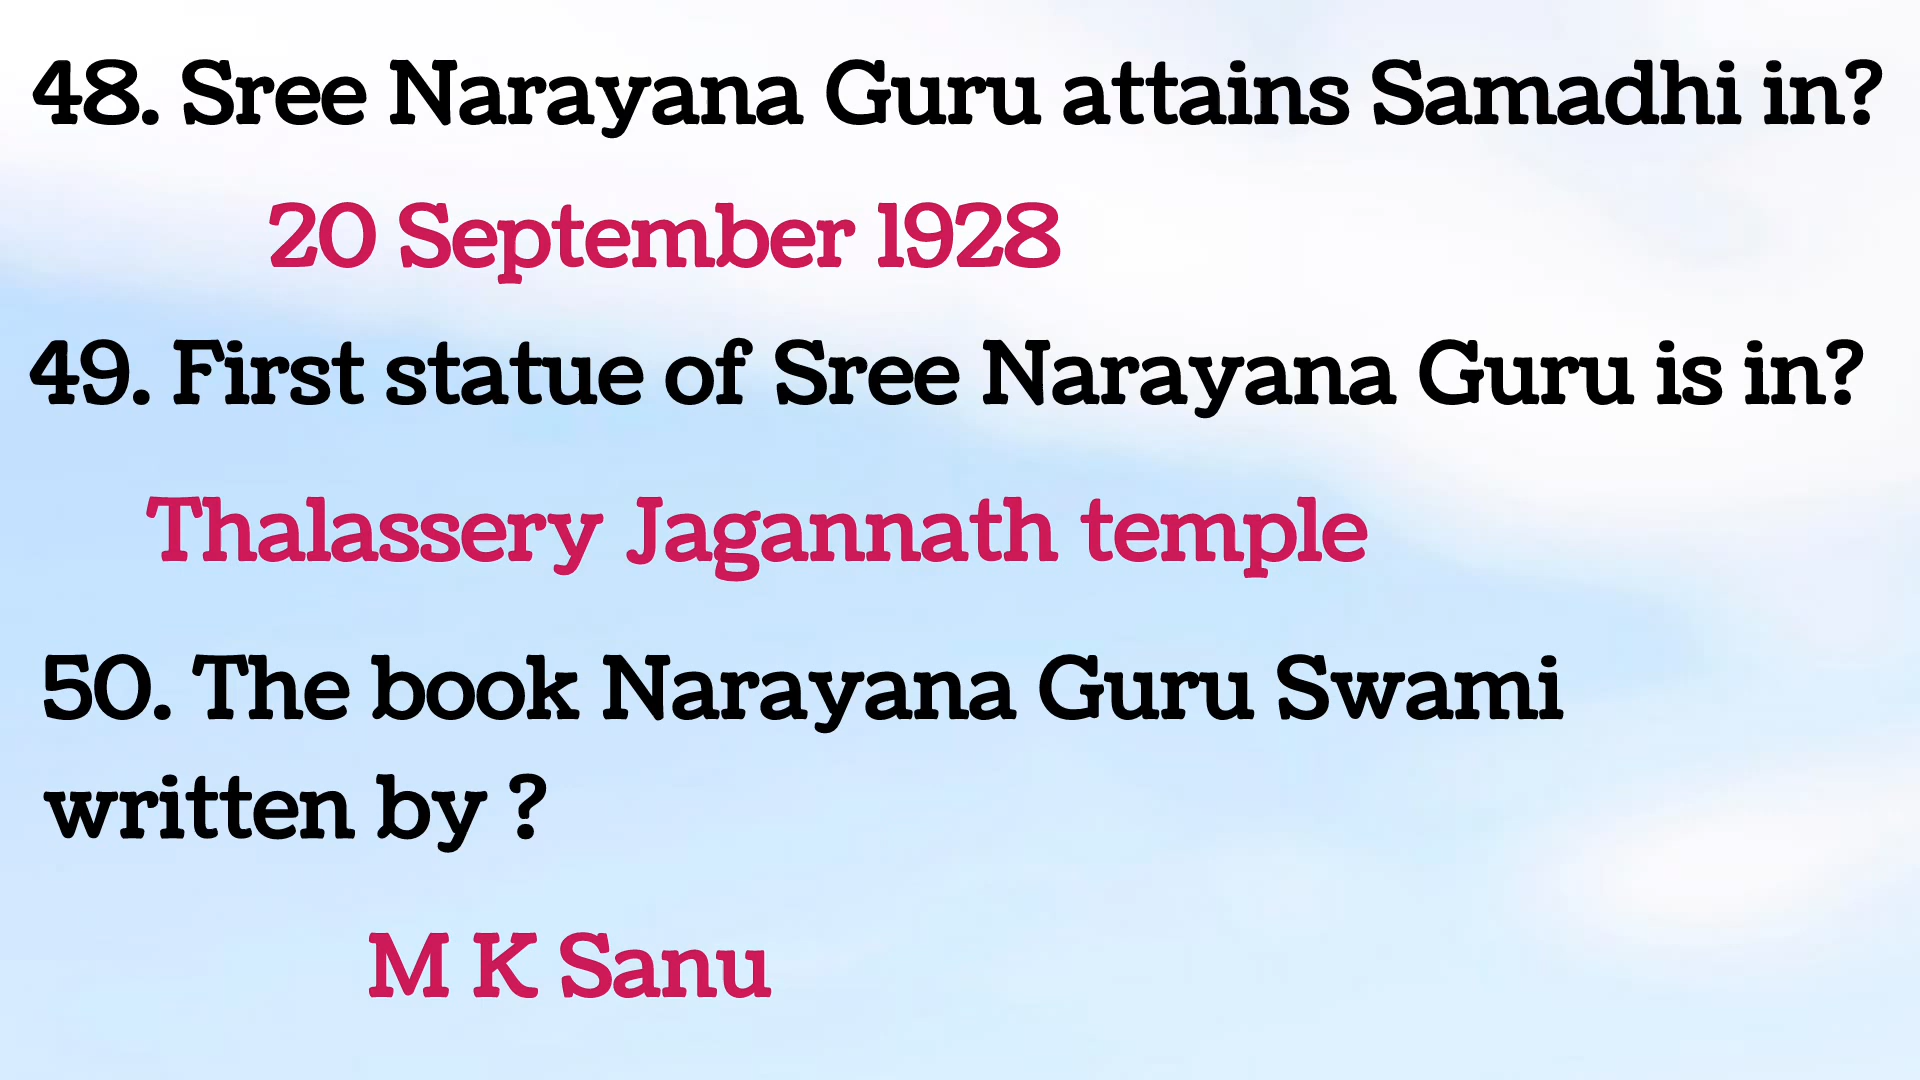 48. Sree Narayana Guru attains Samadhi in?
20 September 1928
49. First statue of Sree Narayana Guru is in?
Thalassery Jagannath temple
50. The book Narayana Guru Swami
written by ?
M K Sanu